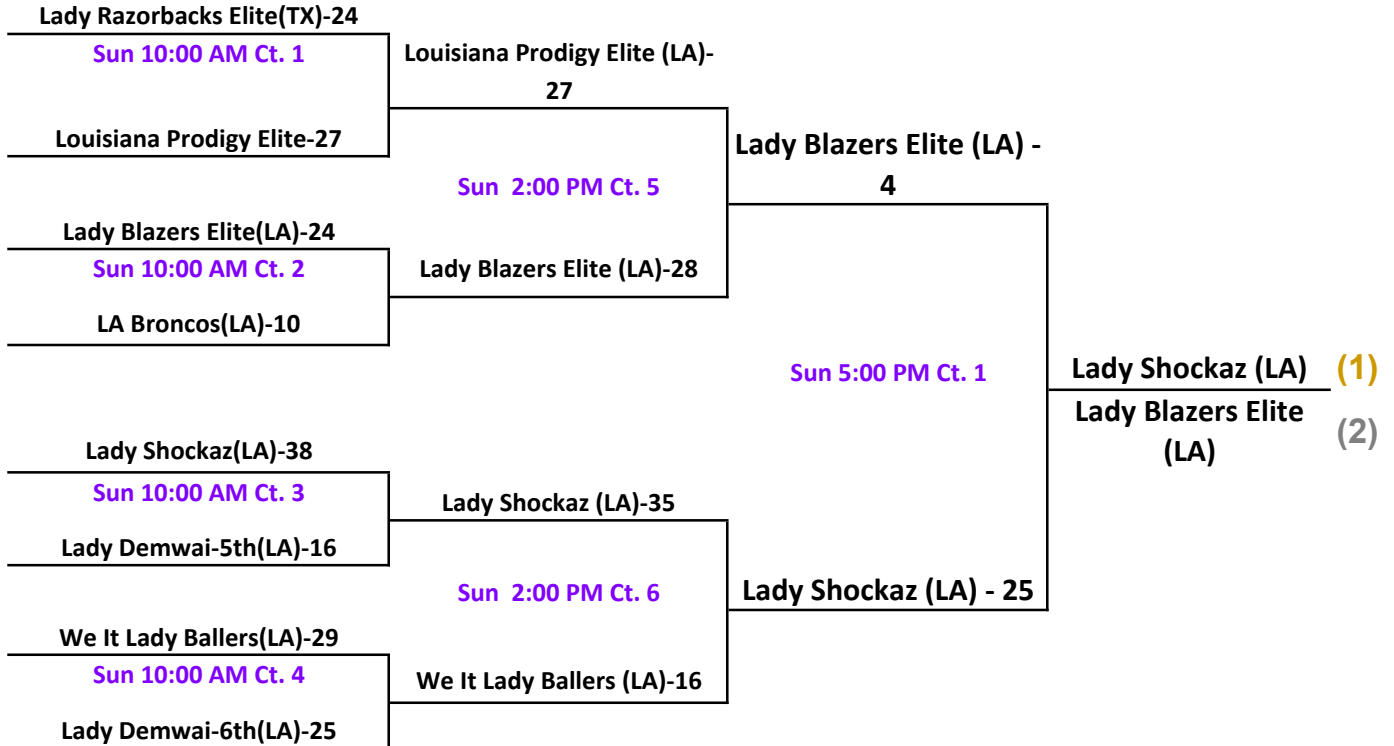 Lady Razorbacks Elite(TX)-24
Sun 10:00 AM Ct. 1
Louisiana Prodigy Elite-27
Louisiana Prodigy Elite (LA)-
27
Sun  2:00 PM Ct. 5
Lady Blazers Elite(LA)-24
Sun 10:00 AM Ct. 2
LA Broncos(LA)-10
Lady Blazers Elite (LA)-28
Lady Blazers Elite (LA) -
4
Sun 5:00 PM Ct. 1
Lady Shockaz (LA) (1)
Lady Blazers Elite
(LA) (2)
Lady Shockaz(LA)-38
Sun 10:00 AM Ct. 3
Lady Demwai-5th(LA)-16
Lady Shockaz (LA)-35
Sun  2:00 PM Ct. 6
Lady Shockaz (LA) - 25
We It Lady Ballers(LA)-29
Sun 10:00 AM Ct. 4
Lady Demwai-6th(LA)-25
We It Lady Ballers (LA)-16